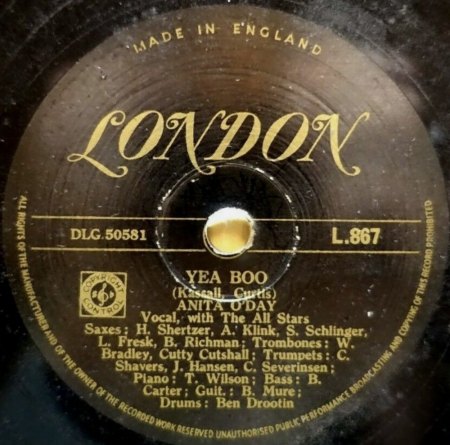 MADE IN ENGLAND
LONDON
DLG.50581
L.867
YEA BOO
(Kassall, Curtis)
ANITA O'DAY
Vocal, with The All Stars
Saxes: H. Shertzer, A. Klink, S. Schlinger,
L. Fresk, B. Richman; Trombones: W.
Bradley, Cutty Cutshall; Trumpets: C.
Shavers, J. Hansen, C. Severinsen;
Piano: T. Wilson; Bass: B.
Carter; Guit.: B. Mure;
Drums: Ben Drootin
COPYRIGHT
CONTROL
ALL RIGHTS OF THE MANUFACTURER AND OF THE OWNER OF THE RECORDED WORK RESERVED UNAUTHORISED PUBLIC PERFORMANCE BROADCASTING AND COPYING OF THIS RECORD PROHIBITED